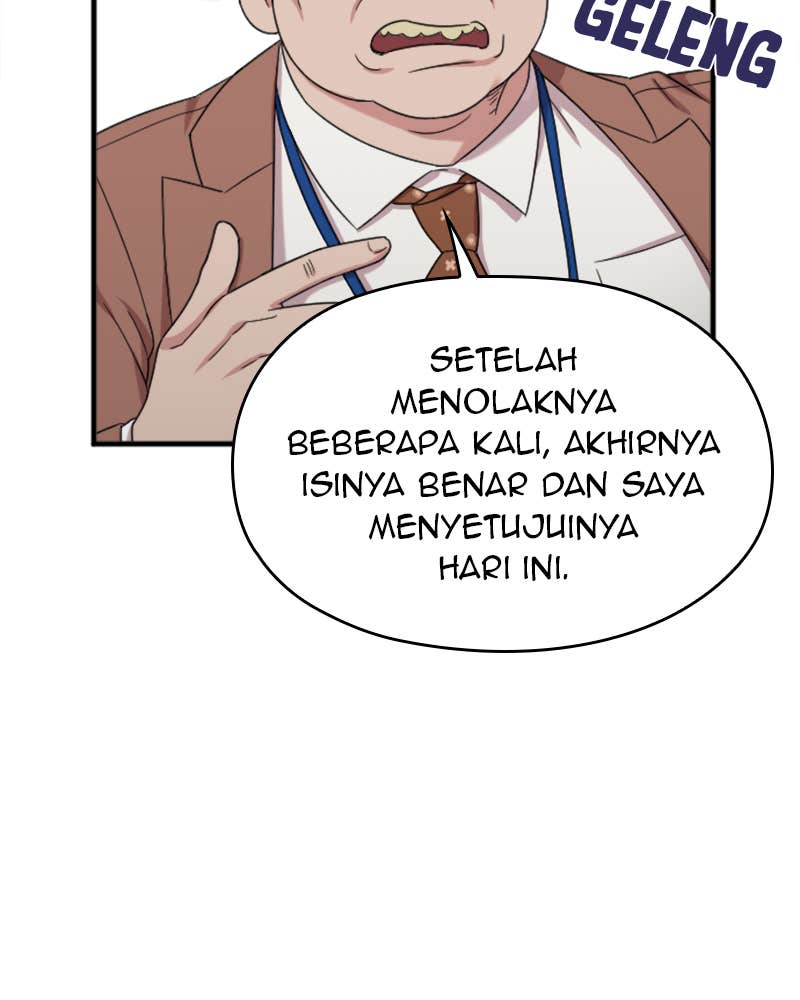 GELENG
SETELAH
MENOLAKNYA
BEBERAPA KALI, AKHIRNYA
ISINYA BENAR DAN SAYA
MENYETUJUINYA
HARI INI.